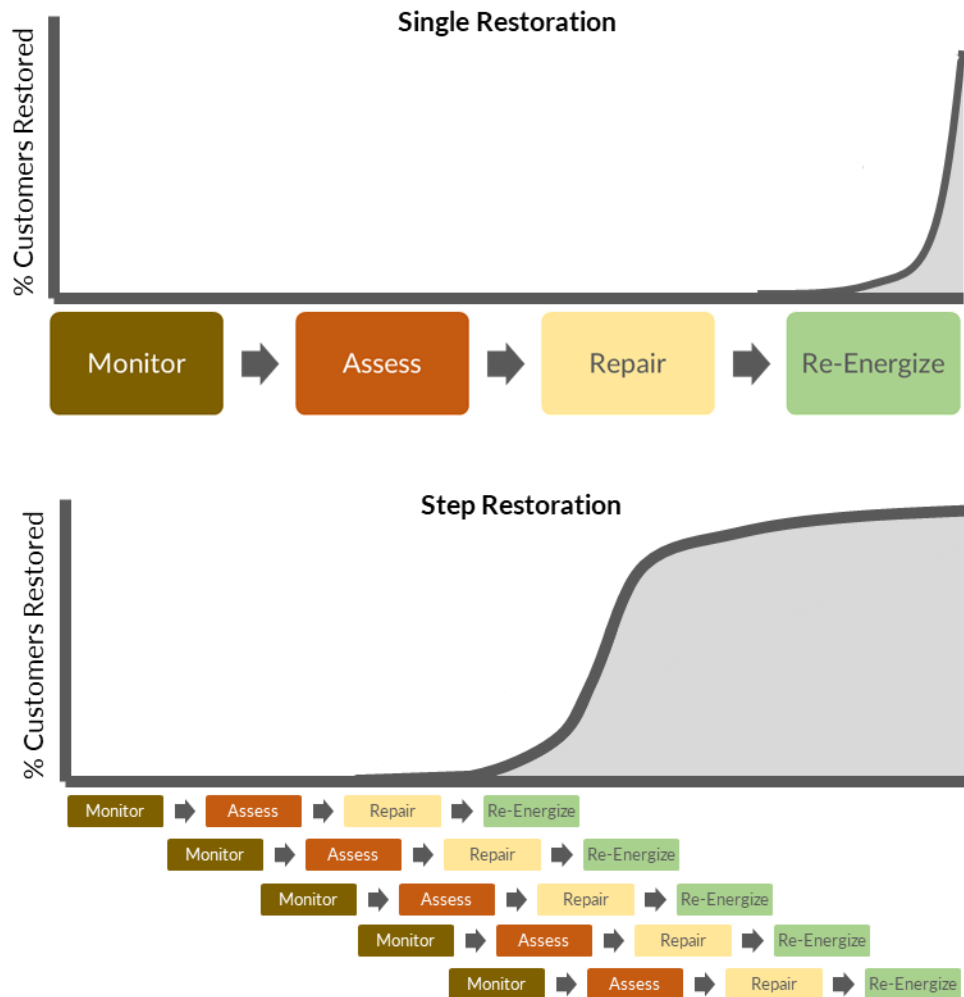 Single Restoration
% Customers Restored
Monitor Assess Repair Re-Energize
Step Restoration
% Customers Restored
Monitor Assess Repair Re-Energize
Monitor Assess Repair Re-Energize
Monitor Assess Repair Re-Energize
Monitor Assess Repair Re-Energize
Monitor Assess Repair Re-Energize